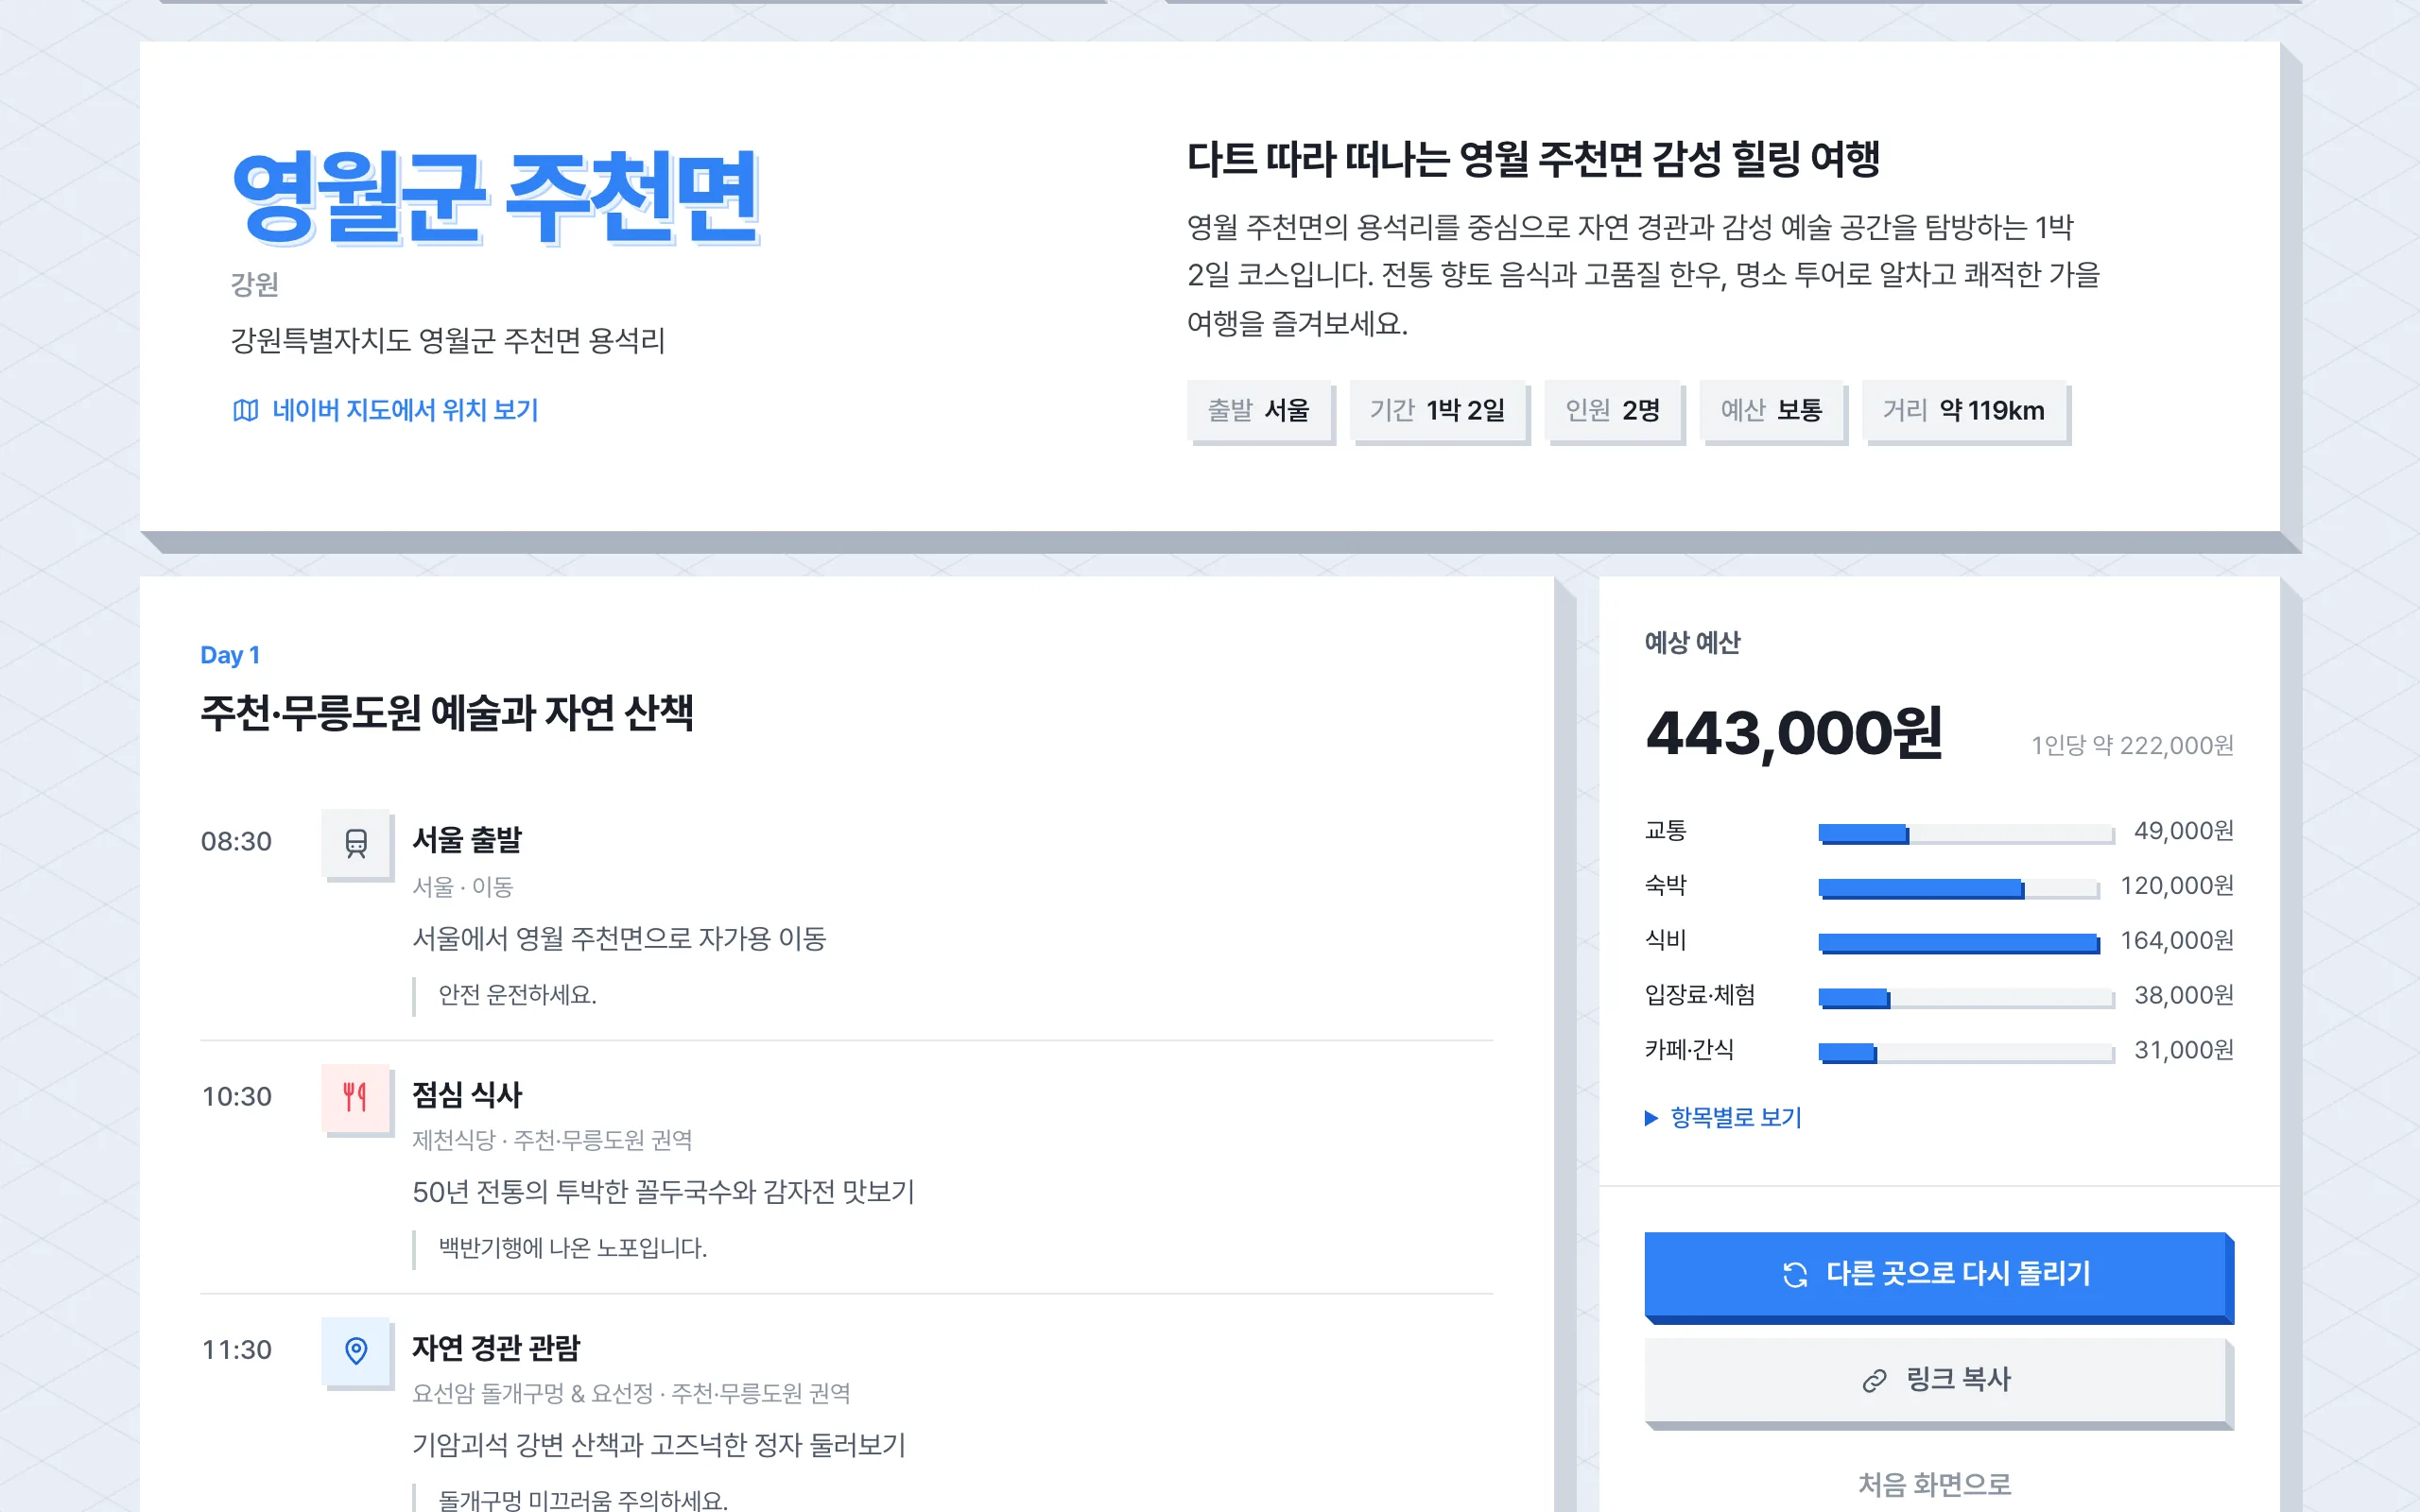 영월군 주천면
강원
강원특별자치도 영월군 주천면 용석리
네이버 지도에서 위치 보기
다트 따라 떠나는 영월 주천면 감성 힐링 여행
영월 주천면의 용석리를 중심으로 자연 경관과 감성 예술 공간을 탐방하는 1박
2일 코스입니다. 전통 향토 음식과 고품질 한우, 명소 투어로 알차고 쾌적한 가을
여행을 즐겨보세요.
출발 서울 기간 1박 2일 인원 2명 예산 보통 거리 약 119km
Day 1
주천·무릉도원 예술과 자연 산책
08:30 서울 출발
서울 · 이동
서울에서 영월 주천면으로 자가용 이동
안전 운전하세요.
10:30 점심 식사
제천식당 · 주천·무릉도원 권역
50년 전통의 투박한 꼴두국수와 감자전 맛보기
백반기행에 나온 노포입니다.
11:30 자연 경관 관람
요선암 돌개구멍 & 요선정 · 주천·무릉도원 권역
기암괴석 강변 산책과 고즈넉한 정자 둘러보기
돌개구멍 미끄러움 주의하세요.
예상 예산
443,000원 1인당 약 222,000원
교통 49,000원
숙박 120,000원
식비 164,000원
입장료·체험 38,000원
카페·간식 31,000원
항목별로 보기
다른 곳으로 다시 돌리기
링크 복사
처음 화면으로